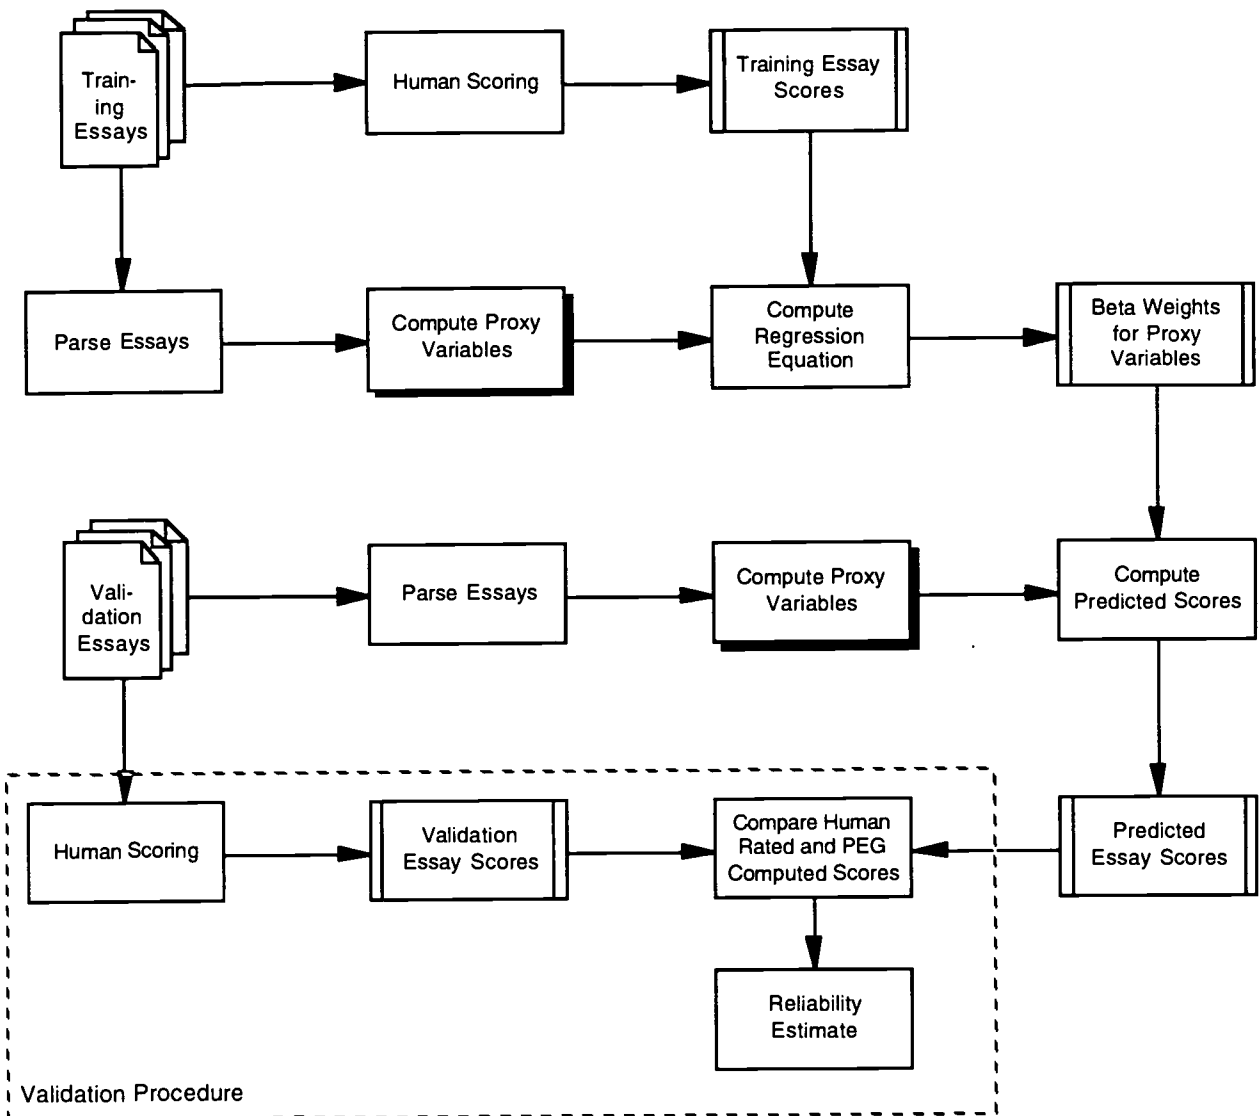 Train-
ing
Essays
Human Scoring
Training Essay
Scores
Parse Essays
Compute Proxy
Variables
Compute
Regression
Equation
Beta Weights
for Proxy
Variables
Vali-
dation
Essays
Parse Essays
Compute Proxy
Variables
Compute
Predicted Scores
Human Scoring
Validation
Essay Scores
Compare Human
Rated and PEG
Computed Scores
Predicted
Essay Scores
Reliability
Estimate
Validation Procedure